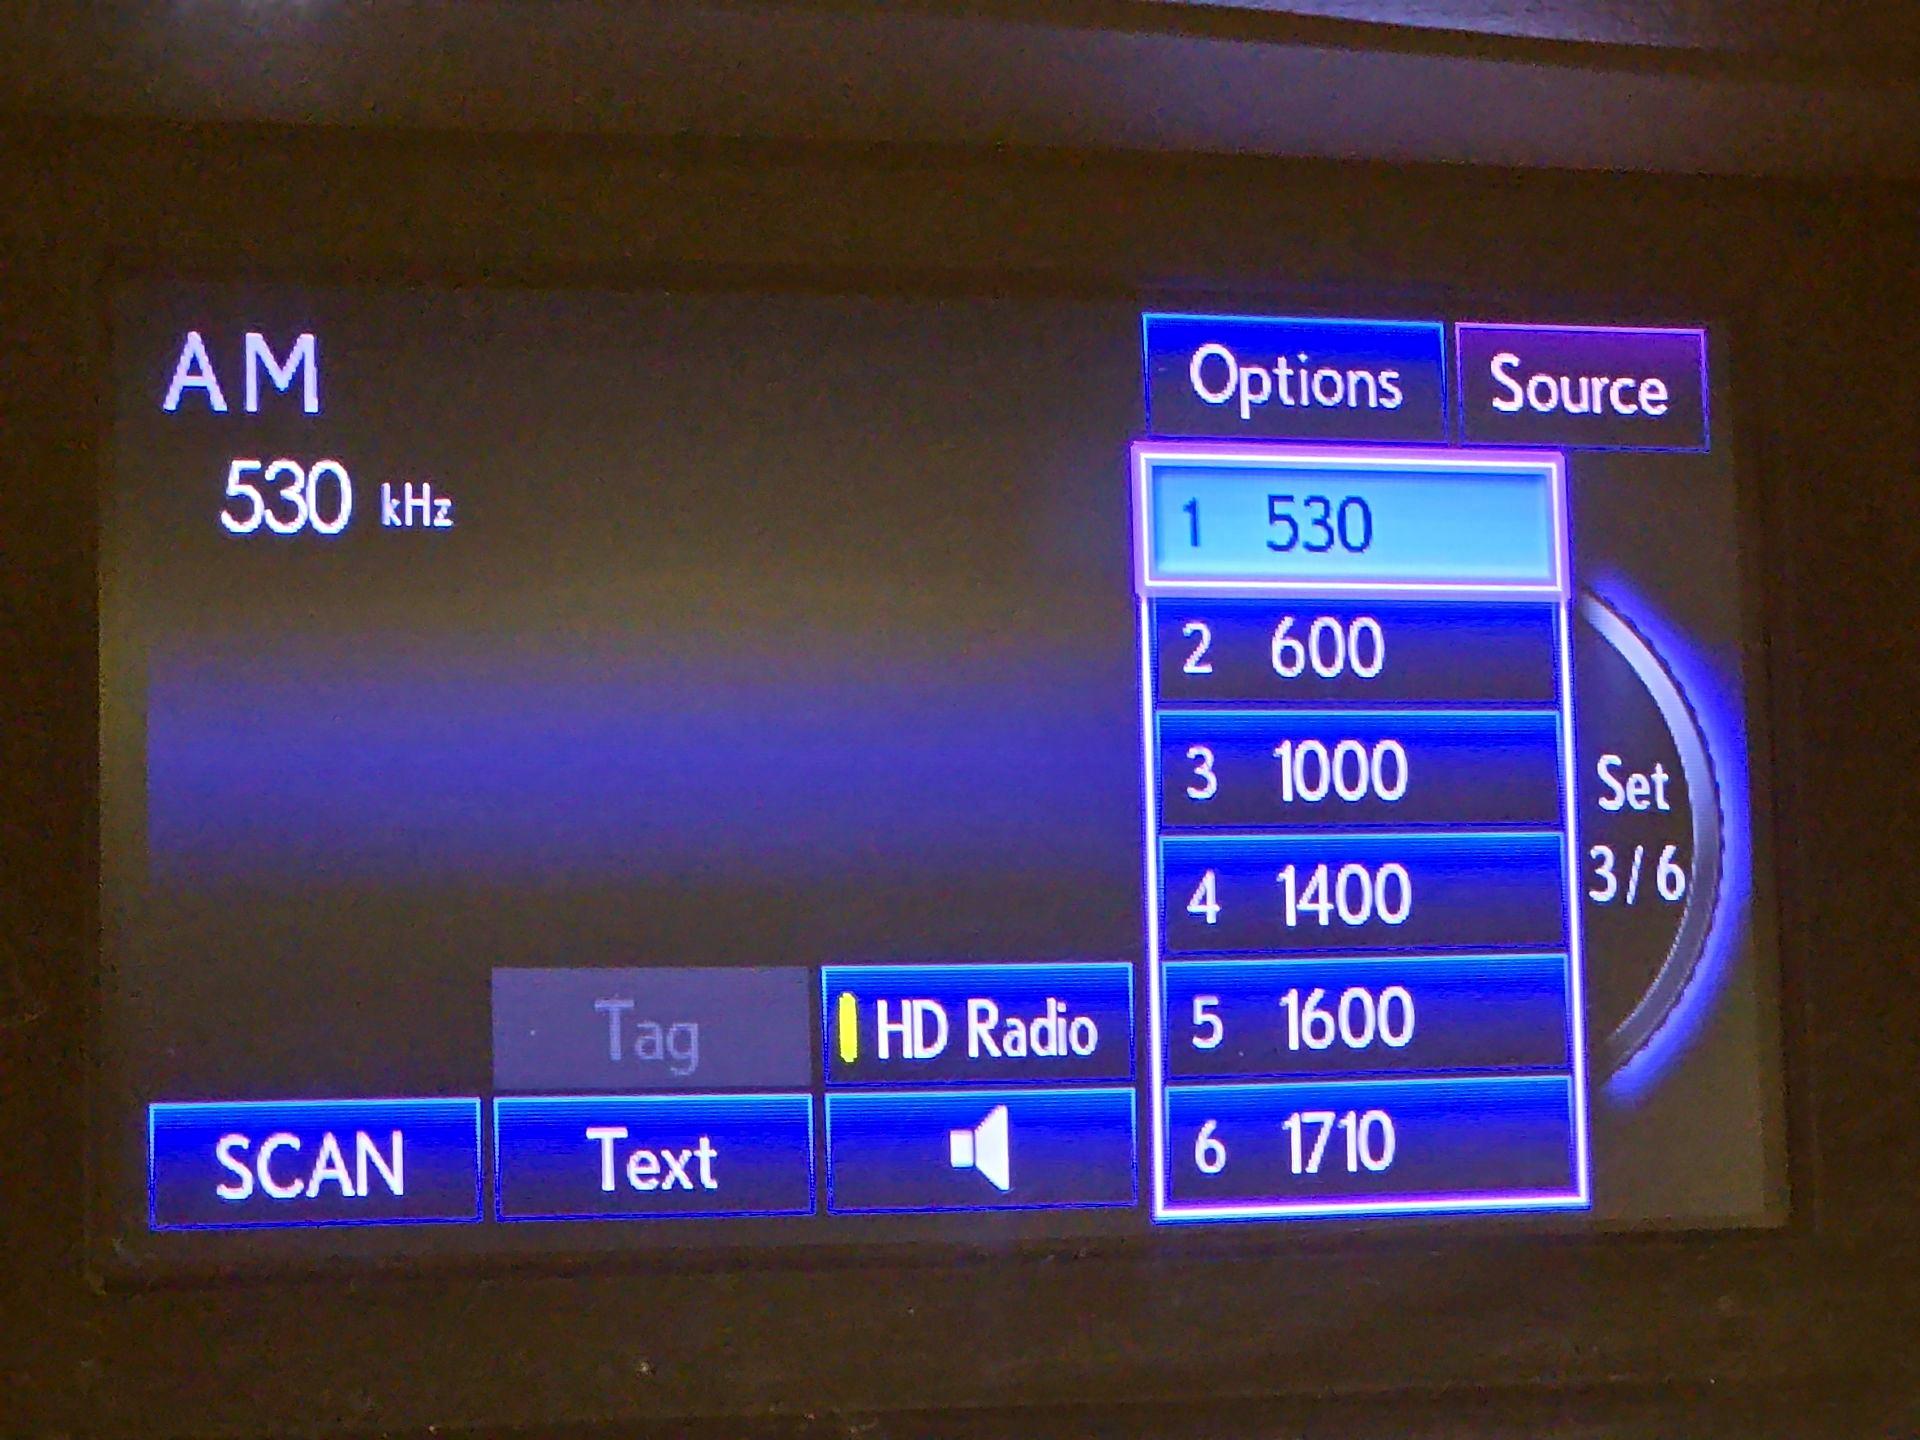 AM
530 kHz
Options
Source
1 530
2 600
3 1000
4 1400
5 1600
6 1710
Set
3/6
Tag
HD Radio
SCAN
Text